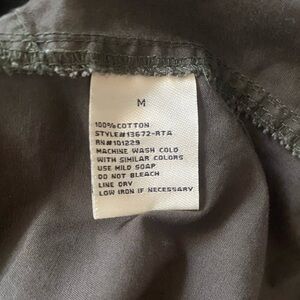 M
100% COTTON
STYLE#13672-RTA
RN#101229
MACHINE WASH COLD
WITH SIMILAR COLORS
USE MILD SOAP
DO NOT BLEACH
LINE DRY
LOW IRON IF NECESSARY